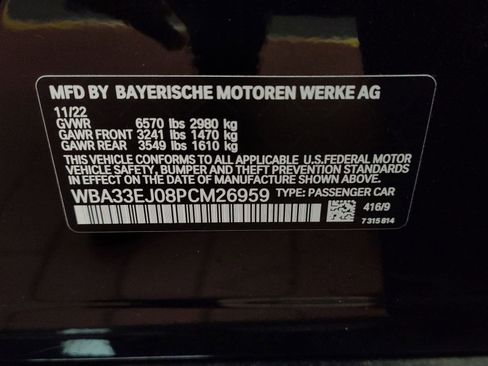 MFD BY BAYERISCHE MOTOREN WERKE AG
11/22
GVWR 6570 lbs 2980 kg
GAWR FRONT 3241 lbs 1470 kg
GAWR REAR 3549 lbs 1610 kg
THIS VEHICLE CONFORMS TO ALL APPLICABLE U.S.FEDERAL MOTOR
VEHICLE SAFETY, BUMPER, AND THEFT PREVENTION STANDARDS
IN EFFECT ON THE DATE OF MANUFACTURE SHOWN ABOVE.
WBA33EJ08PCM26959 TYPE: PASSENGER CAR
416/9
7 315 614